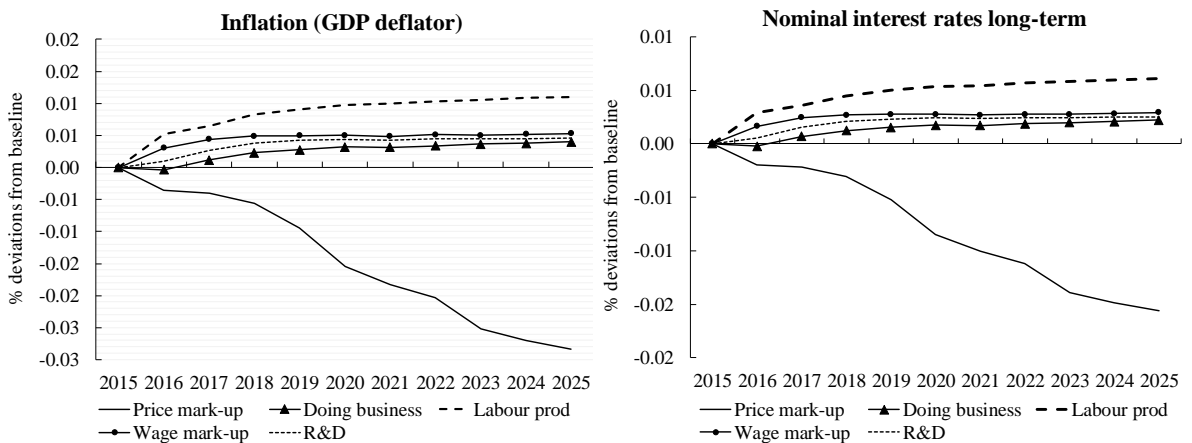 Inflation (GDP deflator)
% deviations from baseline
0.02
0.02
0.01
0.01
0.00
-0.01
-0.01
-0.02
-0.02
-0.03
-0.03
2015 2016 2017 2018 2019 2020 2021 2022 2023 2024 2025
Price mark-up Doing business Labour prod
Wage mark-up R&D
Nominal interest rates long-term
% deviations from baseline
0.01
0.01
0.00
-0.01
-0.01
-0.02
-0.02
2015 2016 2017 2018 2019 2020 2021 2022 2023 2024 2025
Price mark-up Doing business Labour prod
Wage mark-up R&D